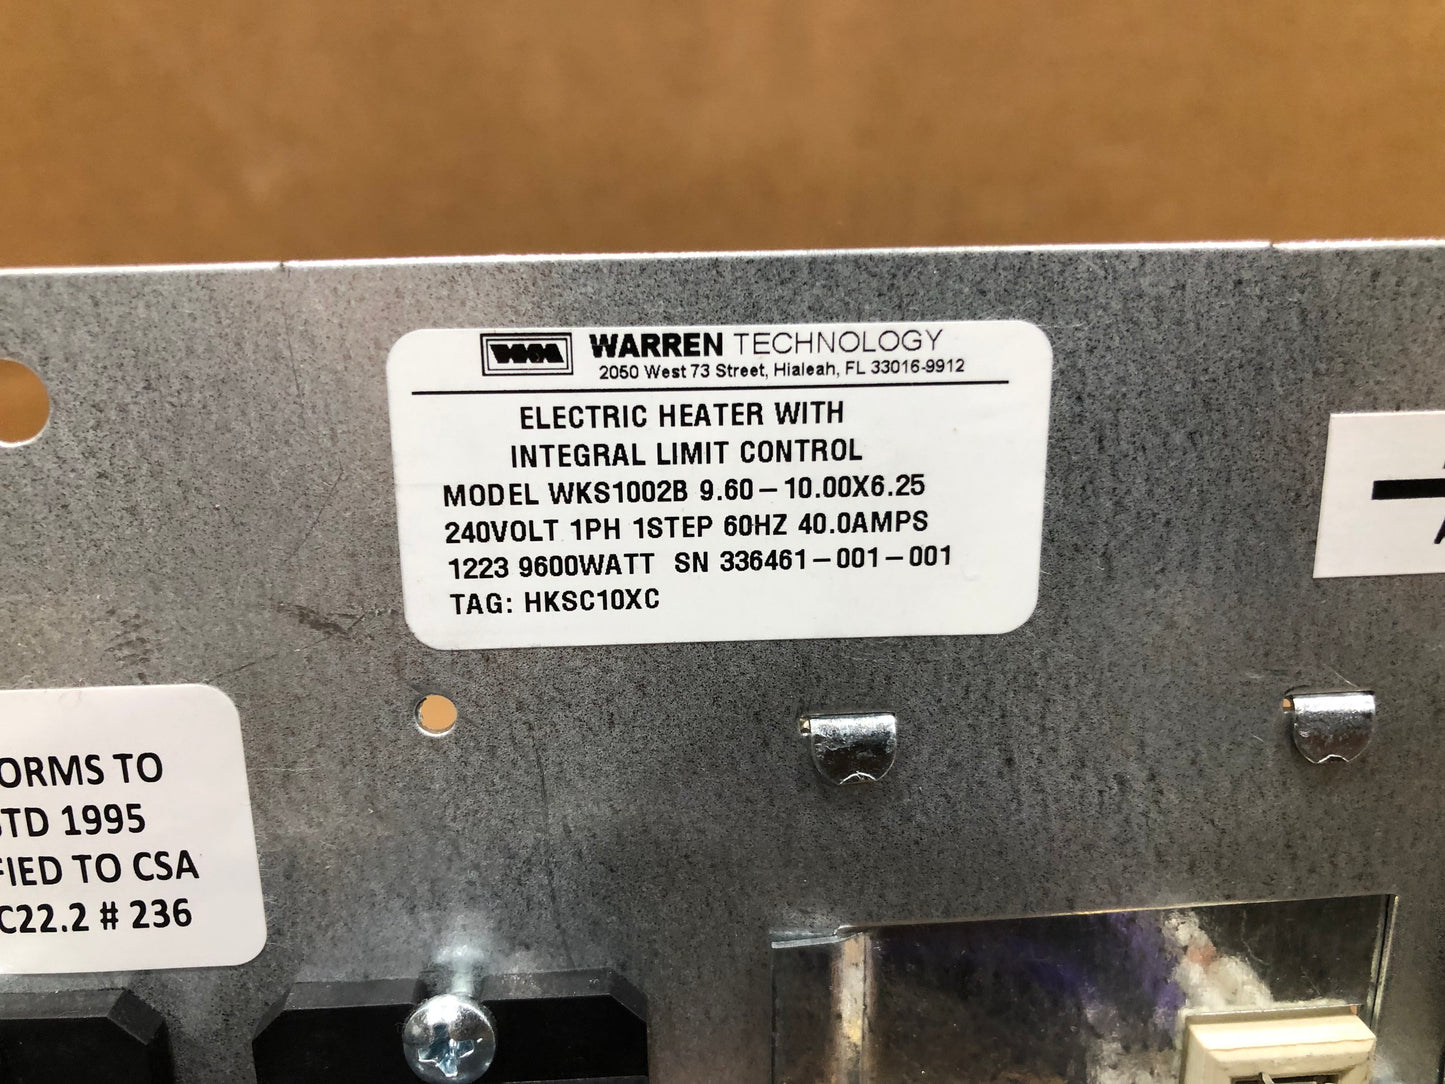 WARREN TECHNOLOGY
2050 West 73 Street, Hialeah, FL 33016-9912
ELECTRIC HEATER WITH
INTEGRAL LIMIT CONTROL
MODEL WKS1002B 9.60-10.00X6.25
240VOLT 1PH 1STEP 60HZ 40.0AMPS
1223 9600WATT SN 336461-001-001
TAG: HKSC10XC
ORMS TO
STD 1995
FIED TO CSA
C22.2 # 236